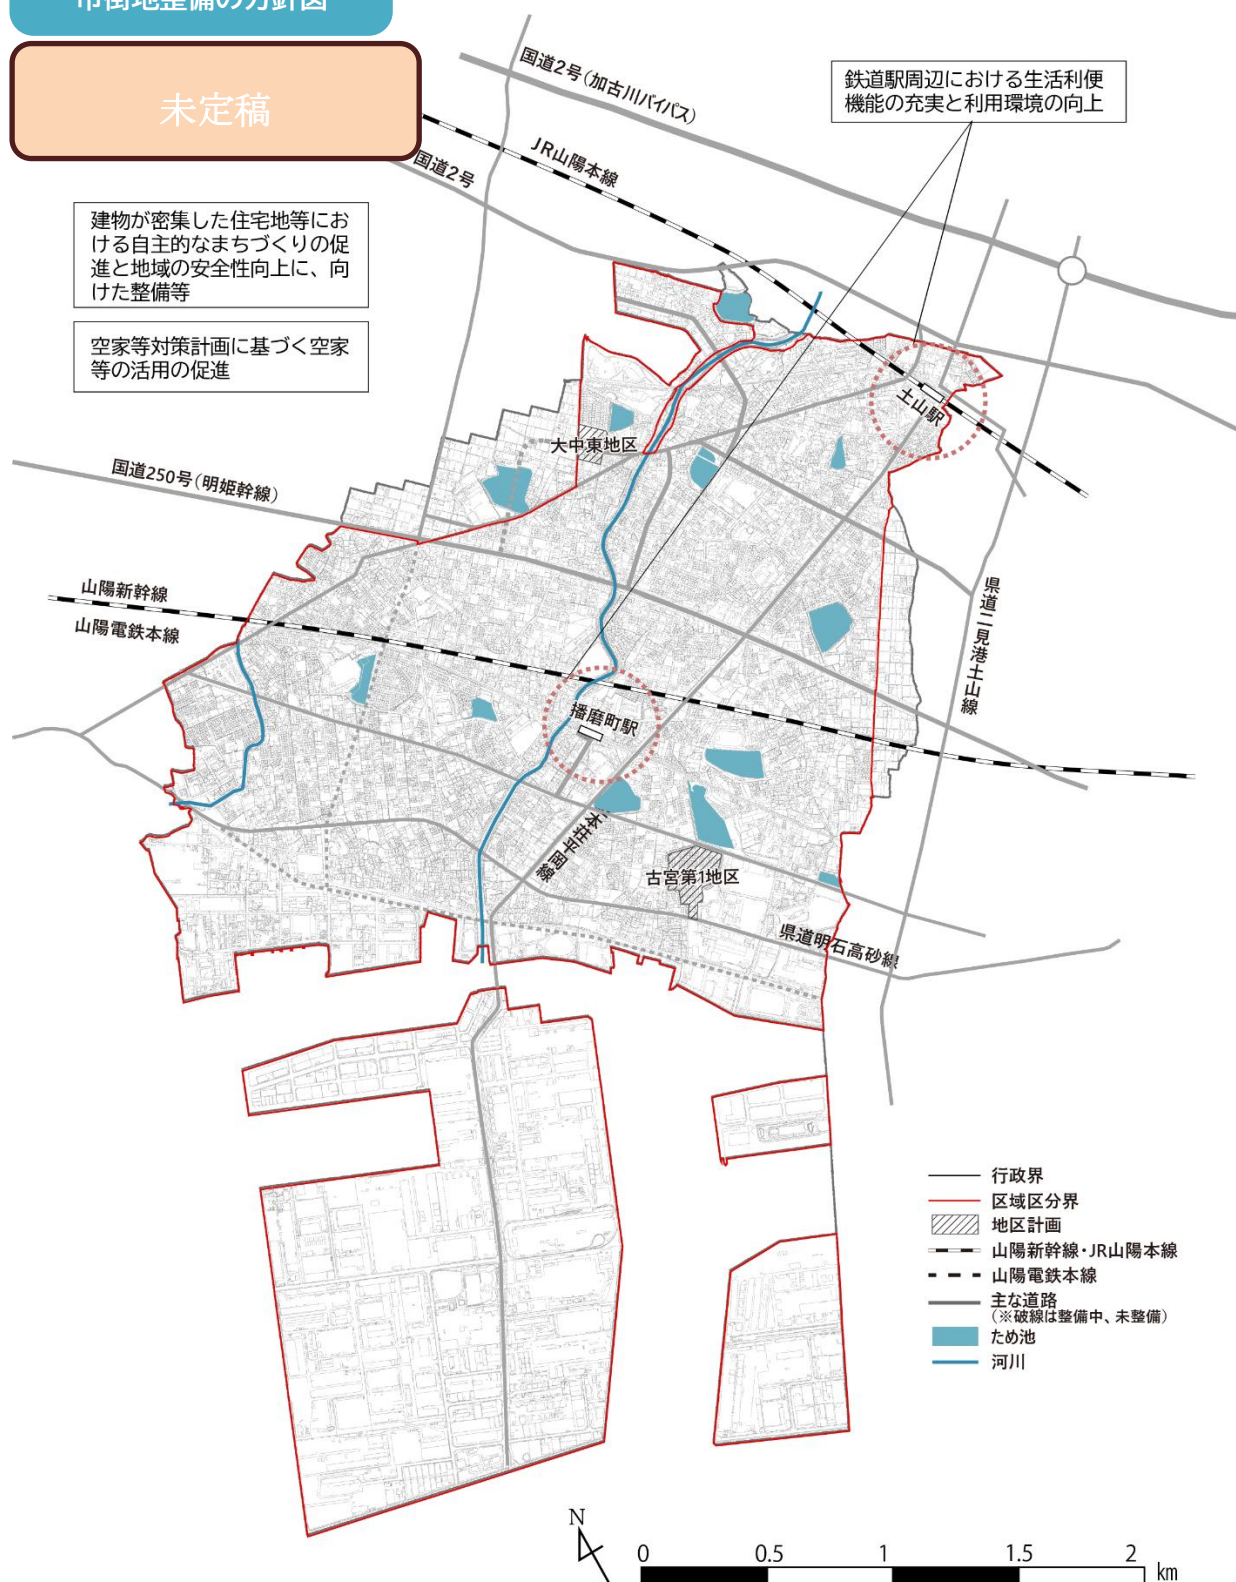 市街地整備の方針図
未定稿
国道2号(加古川バイパス)
鉄道駅周辺における生活利便
機能の充実と利用環境の向上
JR山陽本線
国道2号
建物が密集した住宅地等にお
ける自主的なまちづくりの促
進と地域の安全性向上に、向
けた整備等
空家等対策計画に基づく空家
等の活用の促進
土山駅
大中東地区
国道250号(明姫幹線)
山陽新幹線
山陽電鉄本線
県道二見港土山線
播磨町駅
本荘平岡線
古宮第1地区
県道明石高砂線
行政界
区域区分界
地区計画
山陽新幹線・JR山陽本線
山陽電鉄本線
主な道路
(※破線は整備中、未整備)
ため池
河川
N
0 0.5 1 1.5 2
km